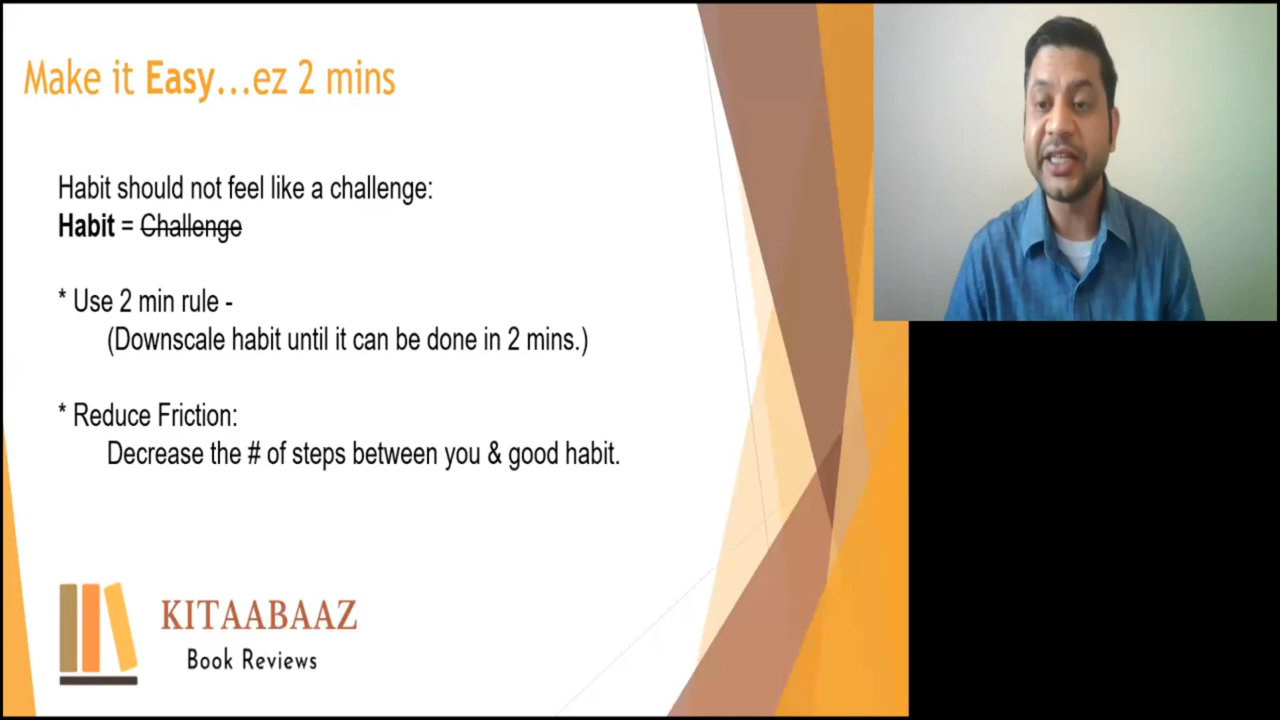 Make it Easy...ez 2 mins
Habit should not feel like a challenge:
Habit = Challenge
* Use 2 min rule -
(Downscale habit until it can be done in 2 mins.)
* Reduce Friction:
Decrease the # of steps between you & good habit.
KITAABAAZ
Book Reviews